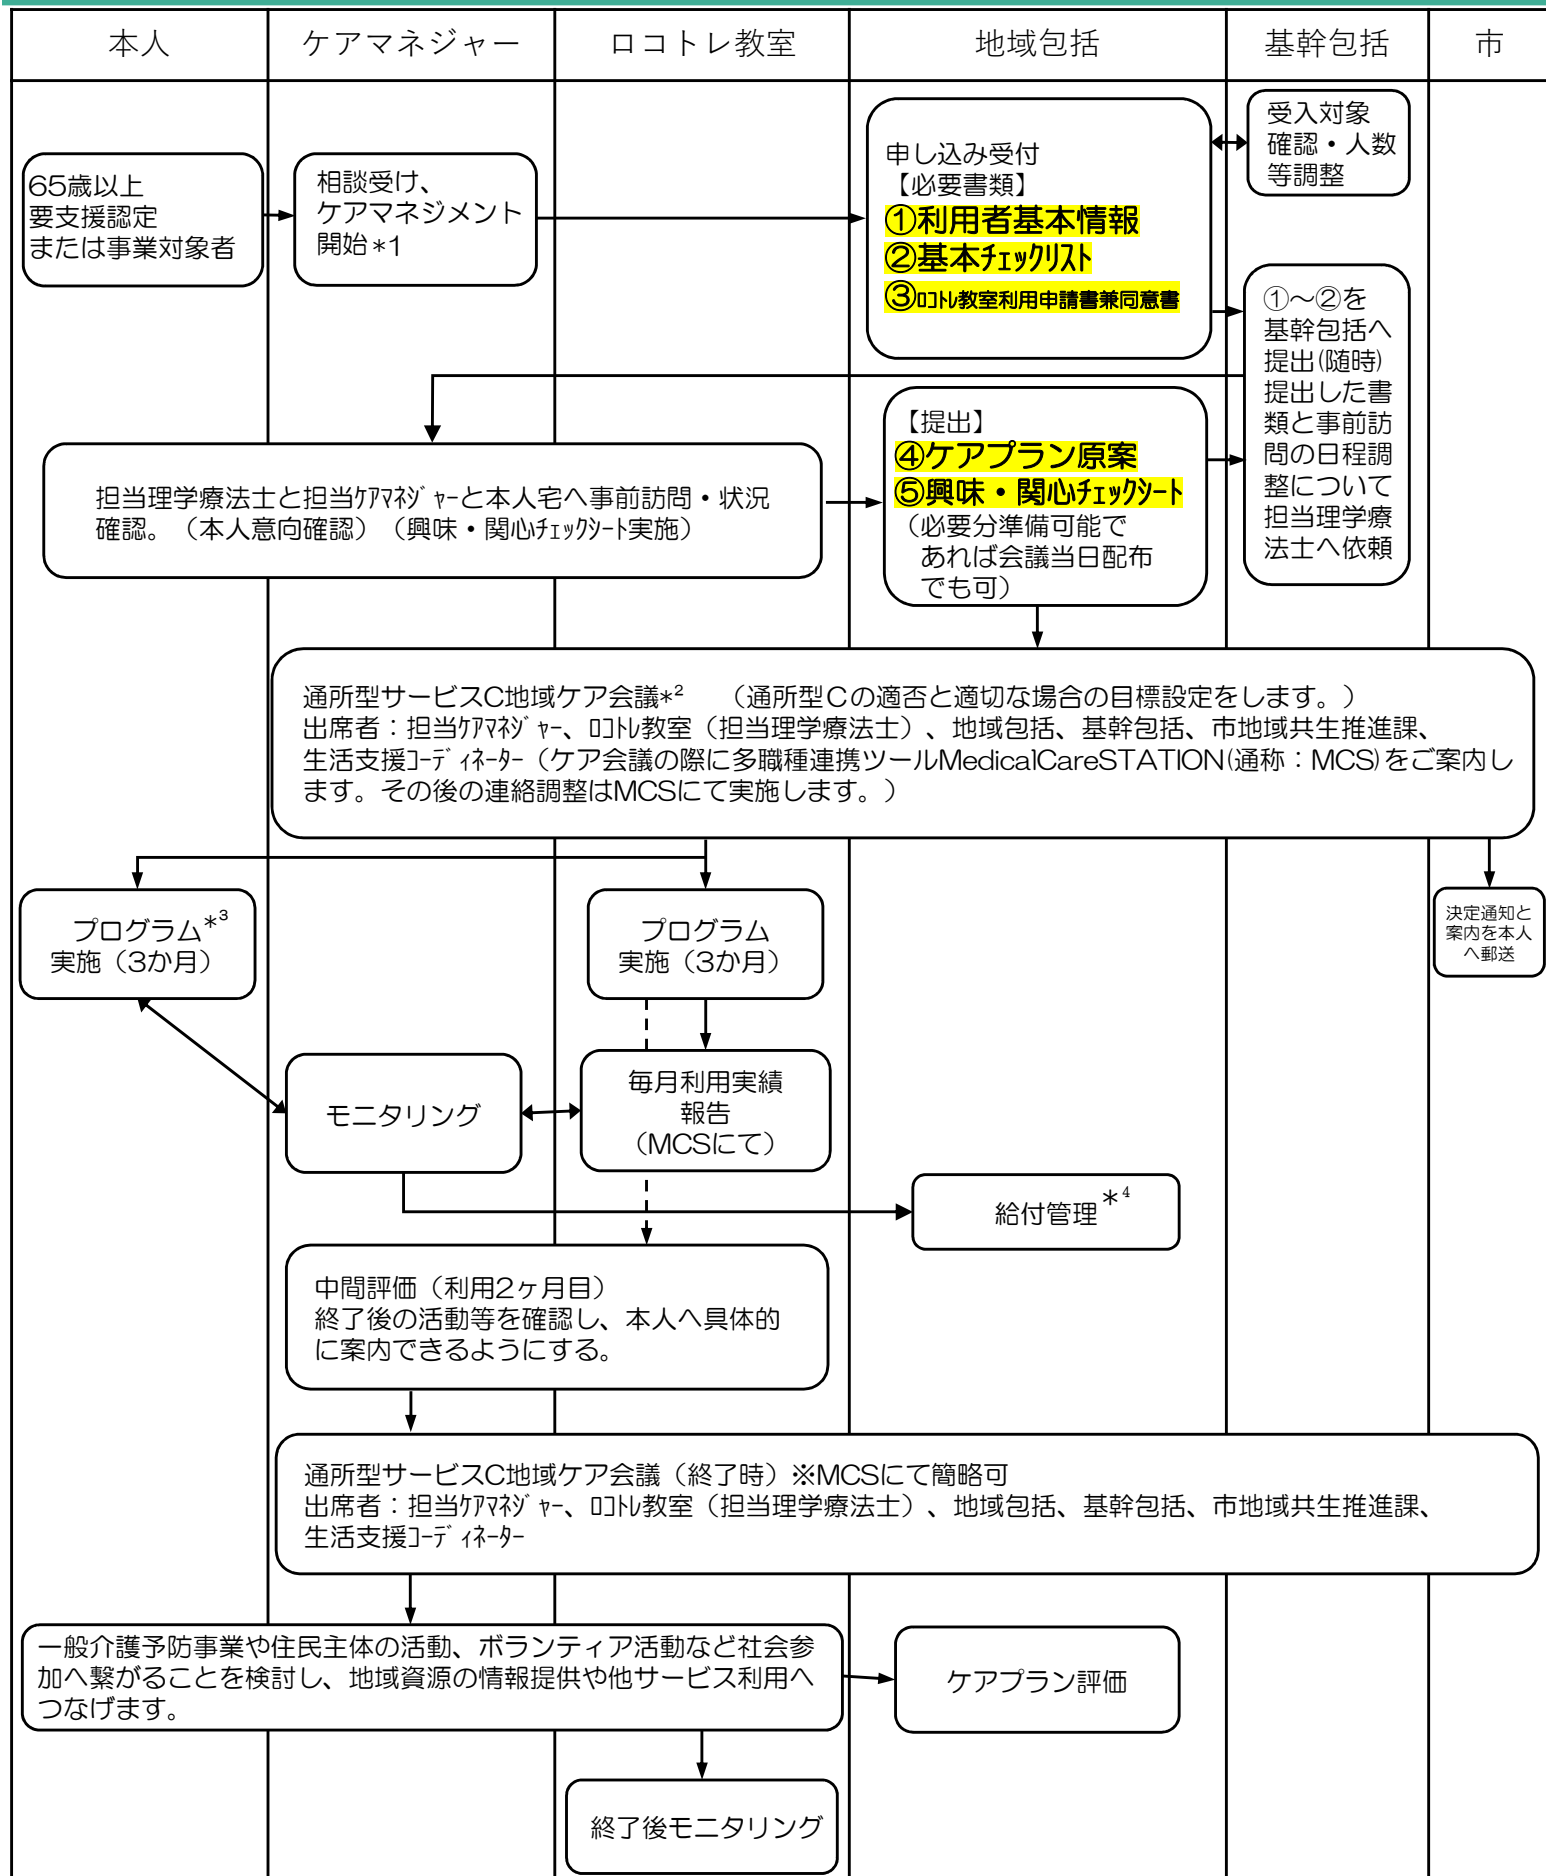 本人
ケアマネジャー
ロコトレ教室
地域包括
基幹包括
市
65歳以上
要支援認定
または事業対象者
相談受け、
ケアマネジメント
開始*1
申し込み受付
【必要書類】
①利用者基本情報
②基本ﾁｪｯｸﾘｽﾄ
③ﾛｺﾄﾚ教室利用申請書兼同意書
受入対象
確認・人数
等調整
①～②を
基幹包括へ
提出(随時)
提出した書
類と事前訪
問の日程調
整について
担当理学療
法士へ依頼
担当理学療法士と担当ｹｱﾏﾈｼﾞｬｰと本人宅へ事前訪問・状況
確認。（本人意向確認）（興味・関心ﾁｪｯｸｼｰﾄ実施）
【提出】
④ケアプラン原案
⑤興味・関心ﾁｪｯｸｼｰﾄ
（必要分準備可能で
あれば会議当日配布
でも可）
通所型サービスC地域ケア会議*² （通所型Ｃの適否と適切な場合の目標設定をします。）
出席者：担当ｹｱﾏﾈｼﾞｬｰ、ﾛｺﾄﾚ教室（担当理学療法士）、地域包括、基幹包括、市地域共生推進課、
生活支援ｺｰﾃﾞｨﾈｰﾀｰ（ケア会議の際に多職種連携ツールMedicalCareSTATION(通称：MCS)をご案内し
ます。その後の連絡調整はMCSにて実施します。）
プログラム*³
実施（3か月）
プログラム
実施（3か月）
決定通知と
案内を本人
へ郵送
モニタリング
毎月利用実績
報告
（MCSにて）
給付管理*⁴
中間評価（利用2ヶ月目）
終了後の活動等を確認し、本人へ具体的
に案内できるようにする。
通所型サービスC地域ケア会議（終了時）※MCSにて簡略可
出席者：担当ｹｱﾏﾈｼﾞｬｰ、ﾛｺﾄﾚ教室（担当理学療法士）、地域包括、基幹包括、市地域共生推進課、
生活支援ｺｰﾃﾞｨﾈｰﾀｰ
一般介護予防事業や住民主体の活動、ボランティア活動など社会参
加へ繋がることを検討し、地域資源の情報提供や他サービス利用へ
つなげます。
ケアプラン評価
終了後モニタリング